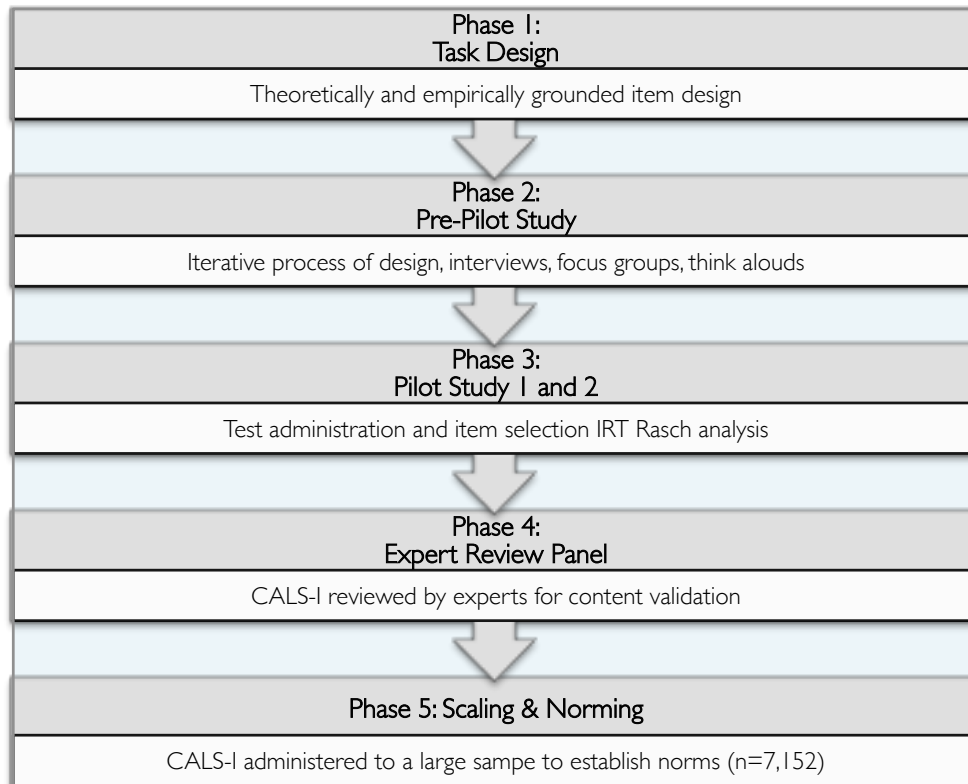 Phase 1:
Task Design
Theoretically and empirically grounded item design
Phase 2:
Pre-Pilot Study
Iterative process of design, interviews, focus groups, think alouds
Phase 3:
Pilot Study 1 and 2
Test administration and item selection IRT Rasch analysis
Phase 4:
Expert Review Panel
CALS-I reviewed by experts for content validation
Phase 5: Scaling & Norming
CALS-I administered to a large sampe to establish norms (n=7,152)